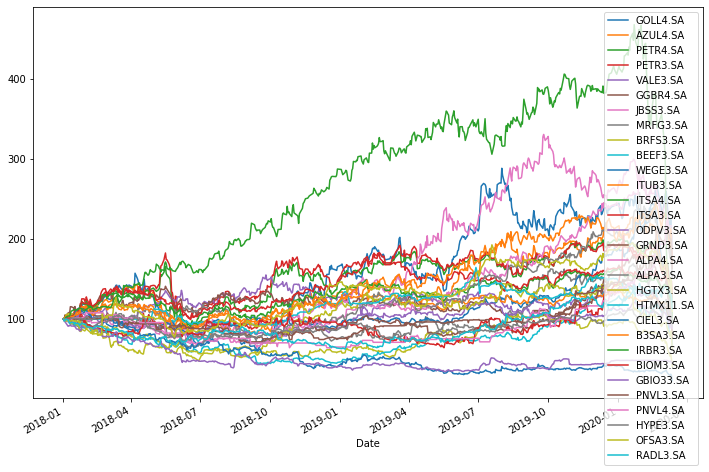 400
300
200
100
2018-01
2018-04
2018-07
2018-10
2019-01
2019-04
2019-07
2019-10
2020-01
Date
GOLL4.SA
AZUL4.SA
PETR4.SA
PETR3.SA
VALE3.SA
GGBR4.SA
JBSS3.SA
MRFG3.SA
BRFS3.SA
BEEF3.SA
WEGE3.SA
ITUB3.SA
ITSA4.SA
ITSA3.SA
ODPV3.SA
GRND3.SA
ALPA4.SA
ALPA3.SA
HGTX3.SA
HTMX11.SA
CIEL3.SA
B3SA3.SA
IRBR3.SA
BIOM3.SA
GBIO33.SA
PNVL3.SA
PNVL4.SA
HYPE3.SA
OFSA3.SA
RADL3.SA